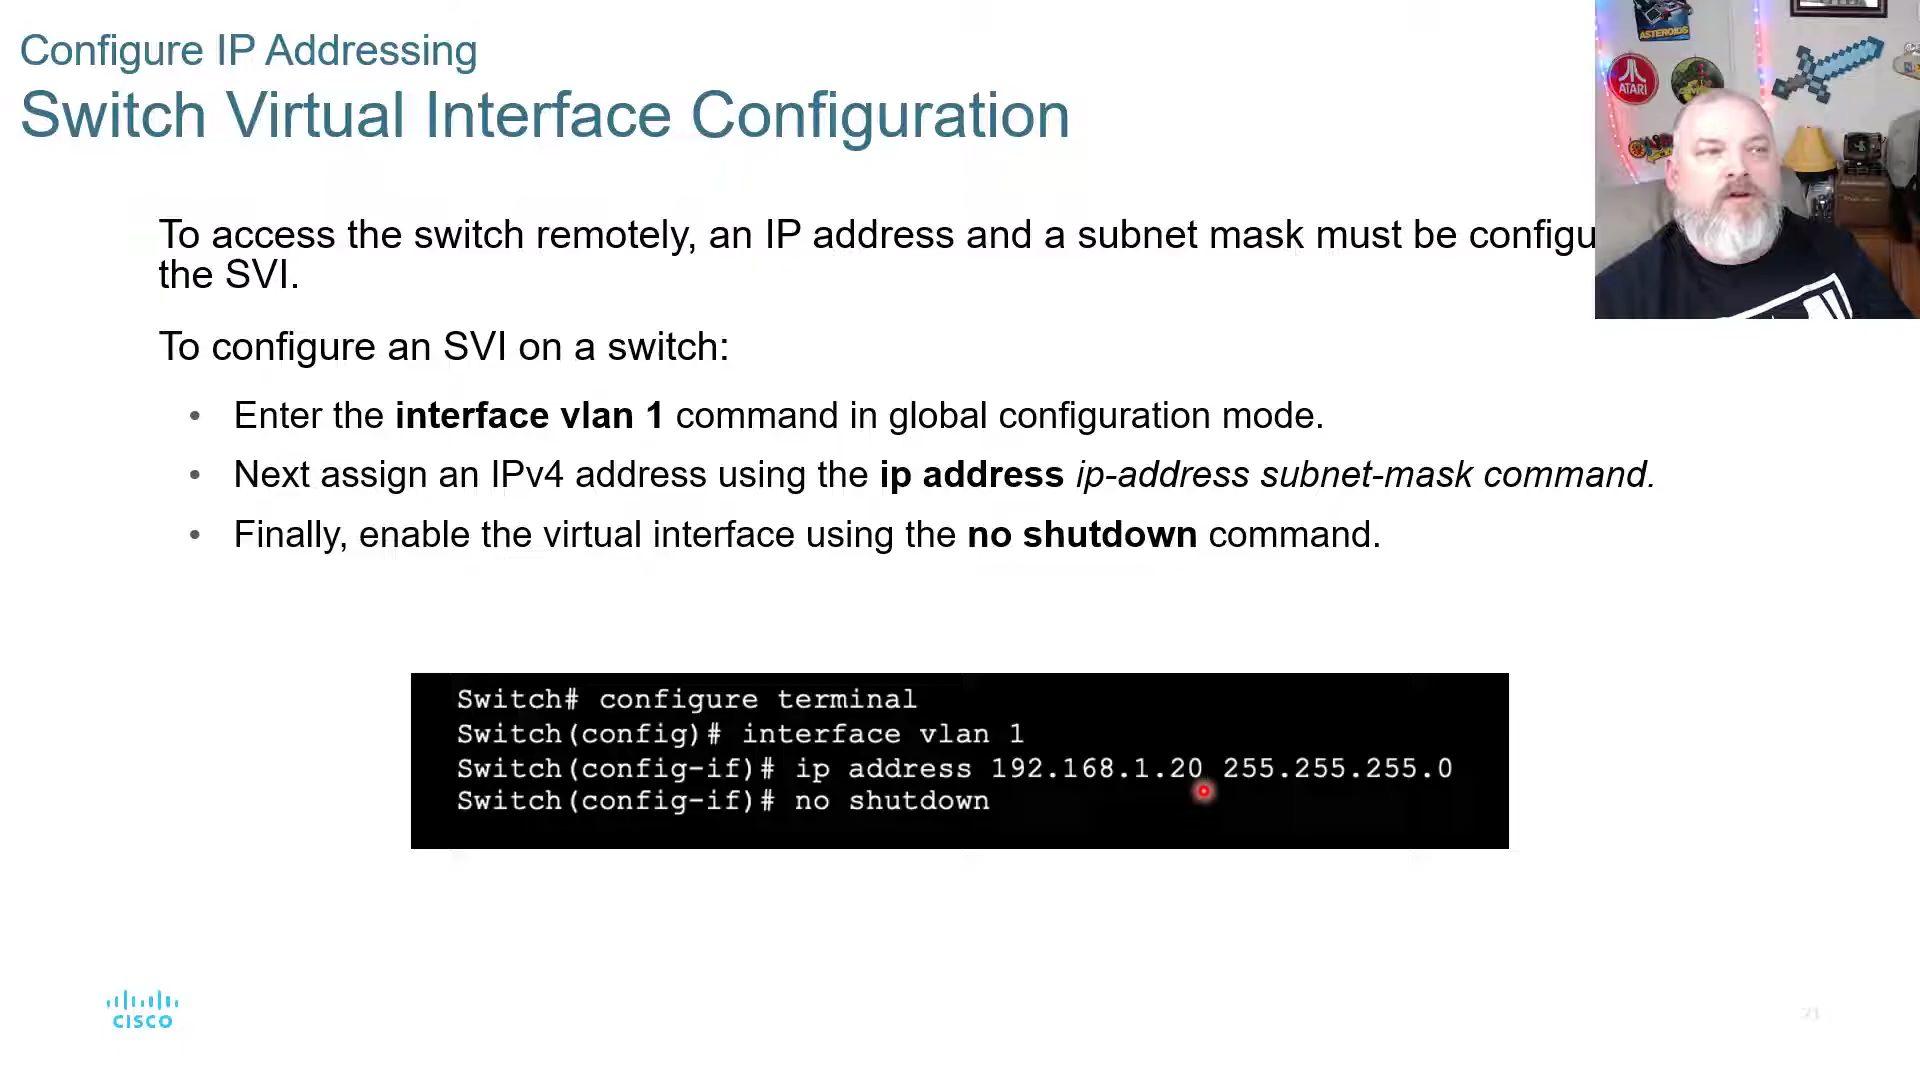 Configure IP Addressing
Switch Virtual Interface Configuration
To access the switch remotely, an IP address and a subnet mask must be configu
the SVI.
To configure an SVI on a switch:
• Enter the interface vlan 1 command in global configuration mode.
• Next assign an IPv4 address using the ip address ip-address subnet-mask command.
• Finally, enable the virtual interface using the no shutdown command.
Switch# configure terminal
Switch(config)# interface vlan 1
Switch(config-if)# ip address 192.168.1.20 255.255.255.0
Switch(config-if)# no shutdown
CISCO
21
ASTEROIDS
ATARI